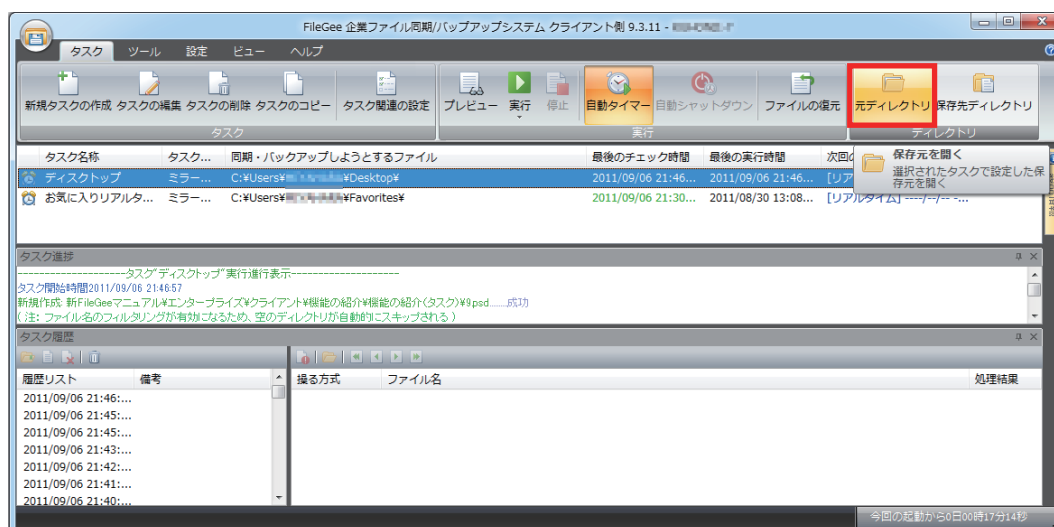 FileGee 企業ファイル同期/バップアップシステム クライアント側 9.3.11 -
タスク ツール 設定 ビュー ヘルプ
新規タスクの作成 タスクの編集 タスクの削除 タスクのコピー タスク関連の設定 プレビュー 実行 停止 自動タイマー 自動シャットダウン ファイルの復元 元ディレクトリ 保存先ディレクトリ
タスク 実行 ディレクトリ
タスク名称 タスク... 同期・バックアップしようとするファイル 最後のチェック時間 最後の実行時間 次回
保存元を開く
選択されたタスクで設定した保
存元を開く
ディスクトップ ミラー... C:¥Users¥ ¥Desktop¥ 2011/09/06 21:46... 2011/09/06 21:46... [リア
お気に入りリアルタ... ミラー... C:¥Users¥ ¥Favorites¥ 2011/09/06 21:30... 2011/08/30 13:08... [リアルタイム] ----/--/-- -...
タスク進捗
--------------------タスク"ディスクトップ"実行進行表示--------------------
タスク開始時間2011/09/06 21:46:57
新規作成: 新FileGeeマニュアル¥エンタープライズ¥クライアント¥機能の紹介¥機能の紹介(タスク)¥9.psd.......成功
(注: ファイル名のフィルタリングが有効になるため、空のディレクトリが自動的にスキップされる)
タスク履歴
履歴リスト 備考 操る方式 ファイル名 処理結果
2011/09/06 21:46:...
2011/09/06 21:45:...
2011/09/06 21:45:...
2011/09/06 21:43:...
2011/09/06 21:42:...
2011/09/06 21:41:...
2011/09/06 21:40:...
今回の起動から0日00時17分14秒